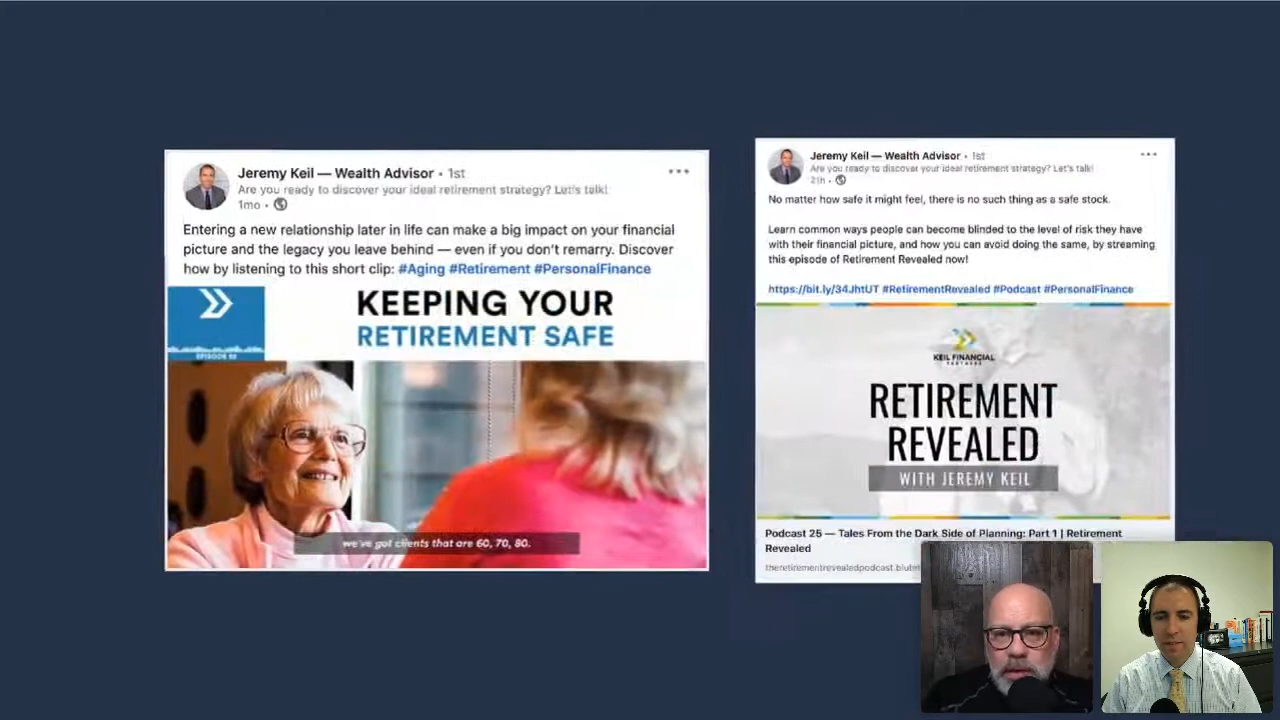 Jeremy Keil — Wealth Advisor • 1st
Are you ready to discover your ideal retirement strategy? Let's talk!
1mo •
Entering a new relationship later in life can make a big impact on your financial
picture and the legacy you leave behind — even if you don't remarry. Discover
how by listening to this short clip: #Aging #Retirement #PersonalFinance
KEEPING YOUR
RETIREMENT SAFE
EPISODE
we've got clients that are 60, 70, 80.
Jeremy Keil — Wealth Advisor • 1st
Are you ready to discover your ideal retirement strategy? Let's talk!
21h •
No matter how safe it might feel, there is no such thing as a safe stock.
Learn common ways people can become blinded to the level of risk they have
with their financial picture, and how you can avoid doing the same, by streaming
this episode of Retirement Revealed now!
https://bit.ly/34JhtUT #RetirementRevealed #Podcast #PersonalFinance
KEIL FINANCIAL
PARTNERS
RETIREMENT
REVEALED
WITH JEREMY KEIL
Podcast 25 — Tales From the Dark Side of Planning: Part 1 | Retirement
Revealed